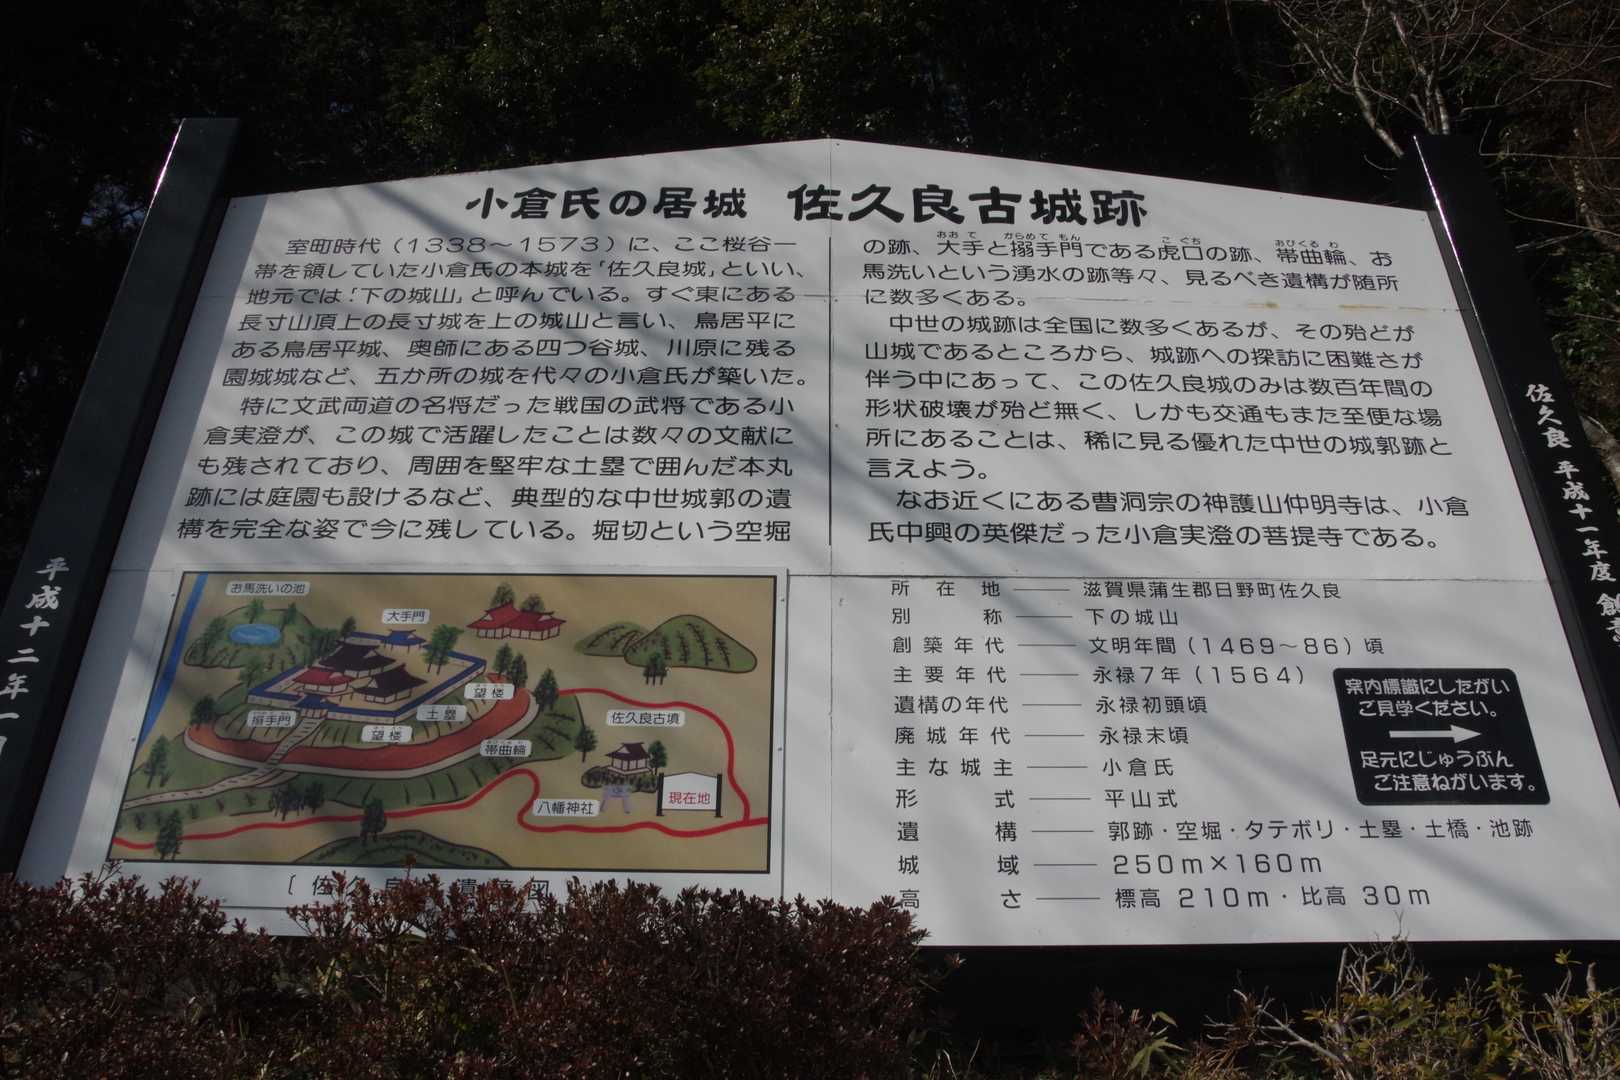 小倉氏の居城　佐久良古城跡
室町時代（１３３８～１５７３）に、ここ桜谷一
帯を領していた小倉氏の本城を「佐久良城」といい、
地元では「下の城山」と呼んでいる。すぐ東にある
長寸山頂上の長寸城を上の城山と言い、鳥居平に
ある鳥居平城、奥師にある四つ谷城、川原に残る
園城城など、五か所の城を代々の小倉氏が築いた。
特に文武両道の名将だった戦国の武将である小
倉実澄が、この城で活躍したことは数々の文献に
も残されており、周囲を堅牢な土塁で囲んだ本丸
跡には庭園も設けるなど、典型的な中世城郭の遺
構を完全な姿で今に残している。堀切という空堀
おおて　からめてもん　こぐち　おびくるわ
の跡、大手と搦手門である虎口の跡、帯曲輪、お
馬洗いという湧水の跡等々、見るべき遺構が随所
に数多くある。
中世の城跡は全国に数多くあるが、その殆どが
山城であるところから、城跡への探訪に困難さが
伴う中にあって、この佐久良城のみは数百年間の
形状破壊が殆ど無く、しかも交通もまた至便な場
所にあることは、稀に見る優れた中世の城郭跡と
言えよう。
なお近くにある曹洞宗の神護山仲明寺は、小倉
氏中興の英傑だった小倉実澄の菩提寺である。
お馬洗いの池
大手門
望楼
土塁
搦手門
望楼
帯曲輪
佐久良古墳
八幡神社
現在地
所在地――滋賀県蒲生郡日野町佐久良
別称――下の城山
創築年代――文明年間（１４６９～８６）頃
主要年代――永禄７年（１５６４）
遺構の年代――永禄初頭頃
廃城年代――永禄末頃
主な城主――小倉氏
形式――平山式
遺構――郭跡・空堀・タテボリ・土塁・土橋・池跡
城域――２５０ｍ×１６０ｍ
高さ――標高 ２１０ｍ・比高 ３０ｍ
案内標識にしたがい
ご見学ください。
足元にじゅうぶん
ご注意ねがいます。
平成十二年一月
佐久良 平成十一年度